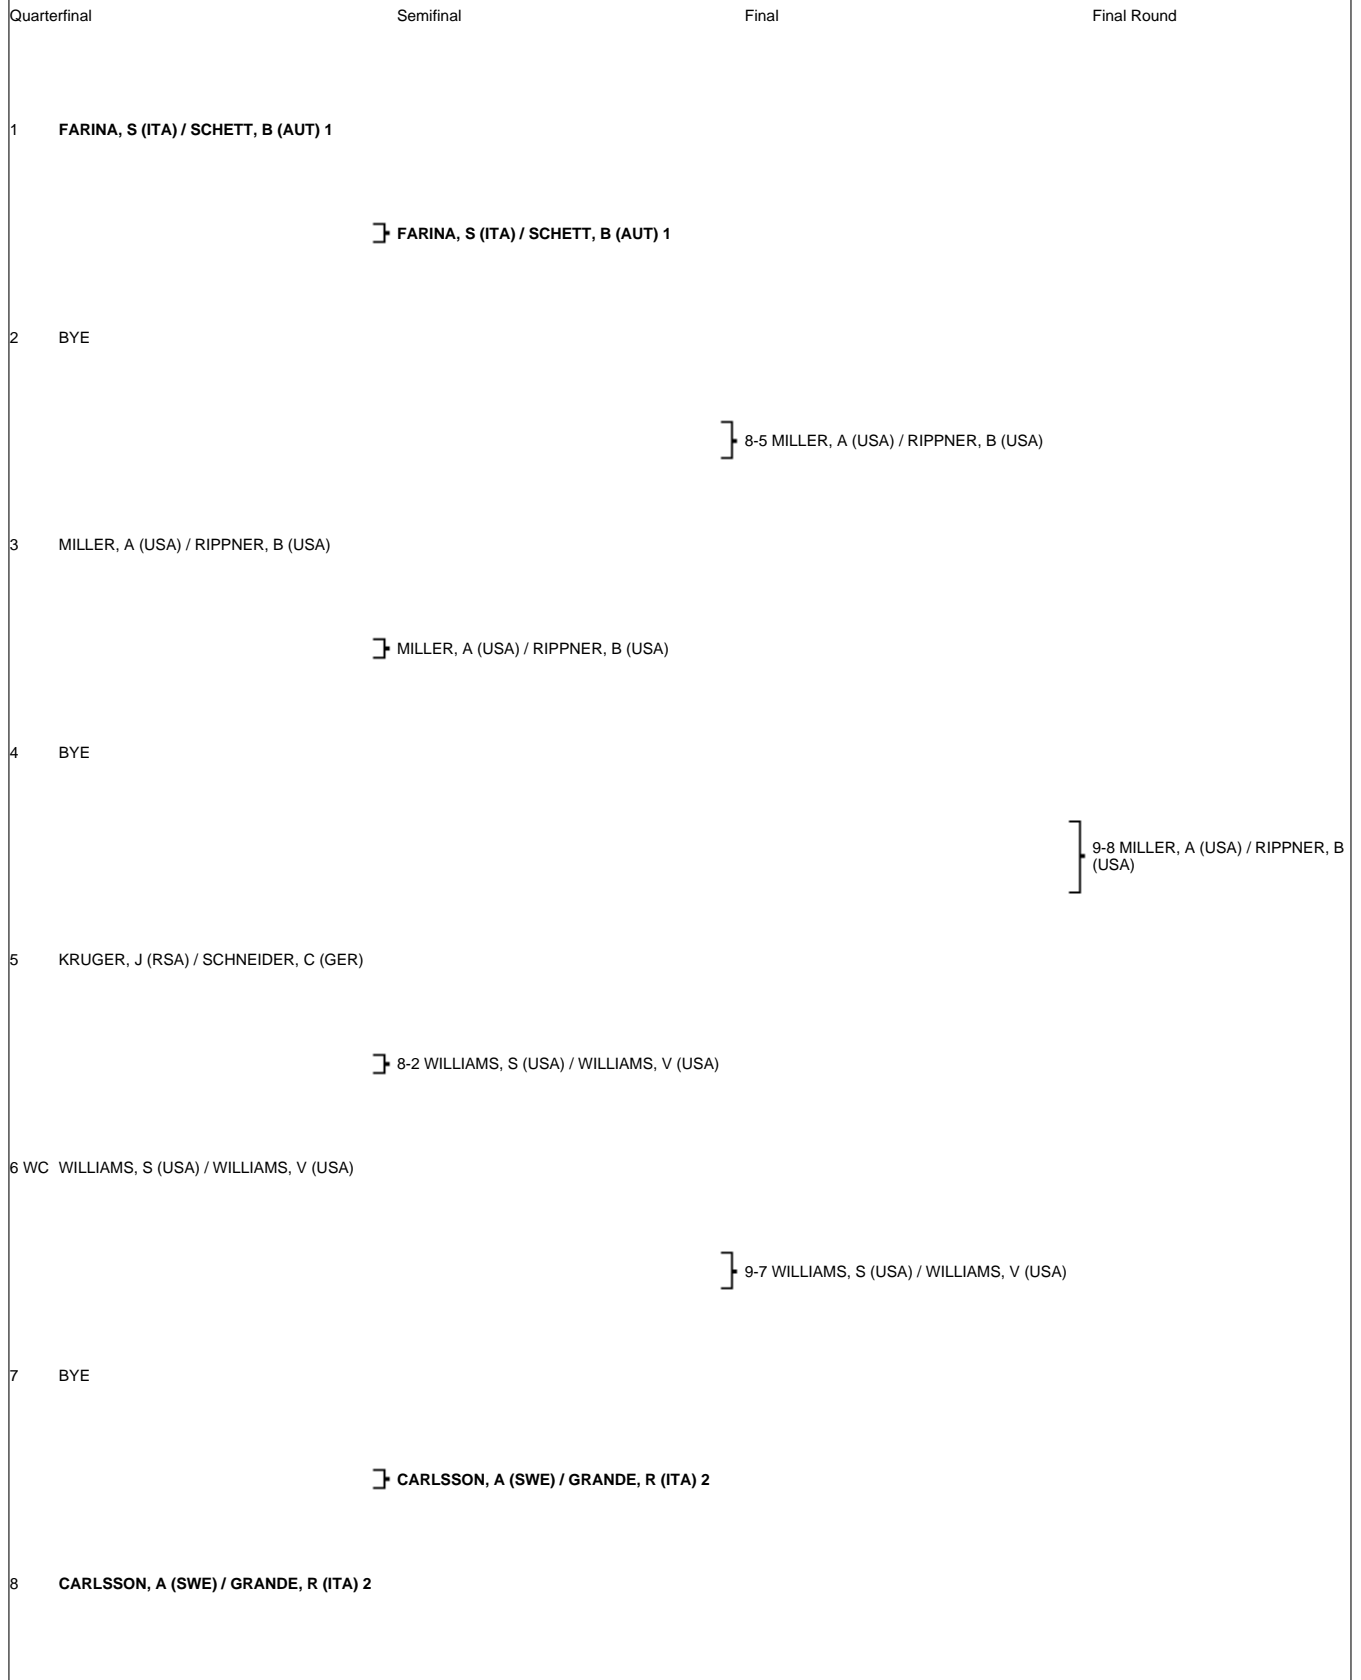 Quarterfinal Semifinal Final Final Round
1 FARINA, S (ITA) / SCHETT, B (AUT) 1
FARINA, S (ITA) / SCHETT, B (AUT) 1
2 BYE
8-5 MILLER, A (USA) / RIPPNER, B (USA)
3 MILLER, A (USA) / RIPPNER, B (USA)
MILLER, A (USA) / RIPPNER, B (USA)
4 BYE
9-8 MILLER, A (USA) / RIPPNER, B
(USA)
5 KRUGER, J (RSA) / SCHNEIDER, C (GER)
8-2 WILLIAMS, S (USA) / WILLIAMS, V (USA)
6 WC WILLIAMS, S (USA) / WILLIAMS, V (USA)
9-7 WILLIAMS, S (USA) / WILLIAMS, V (USA)
7 BYE
CARLSSON, A (SWE) / GRANDE, R (ITA) 2
8 CARLSSON, A (SWE) / GRANDE, R (ITA) 2